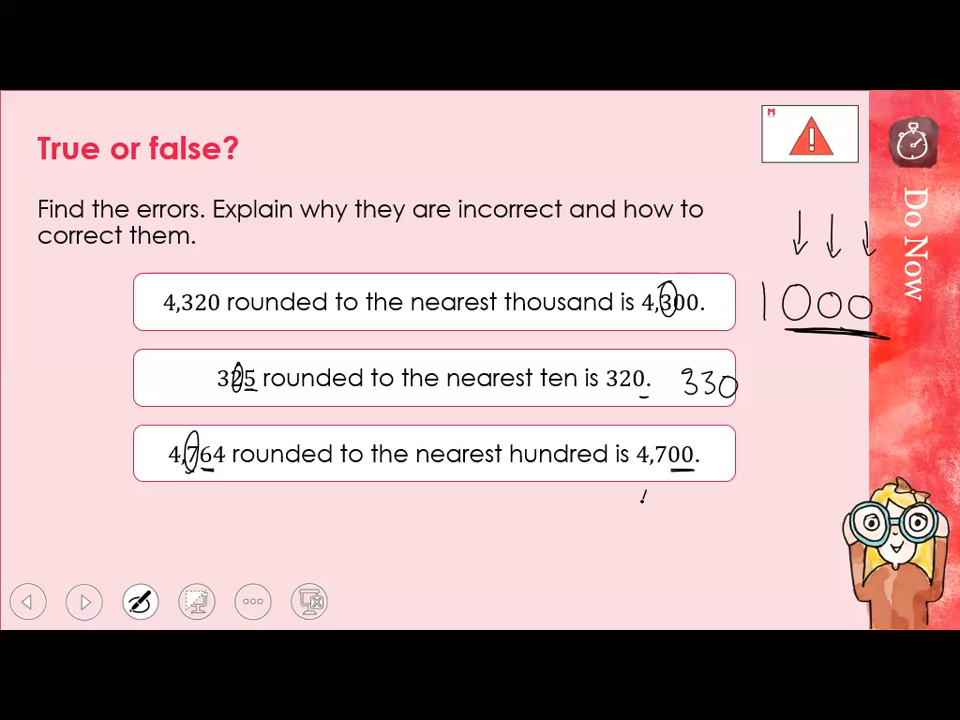 M
True or false?
Find the errors. Explain why they are incorrect and how to
correct them.
4,320 rounded to the nearest thousand is 4,300.
1000
325 rounded to the nearest ten is 320.
330
4,764 rounded to the nearest hundred is 4,700.
Do Now